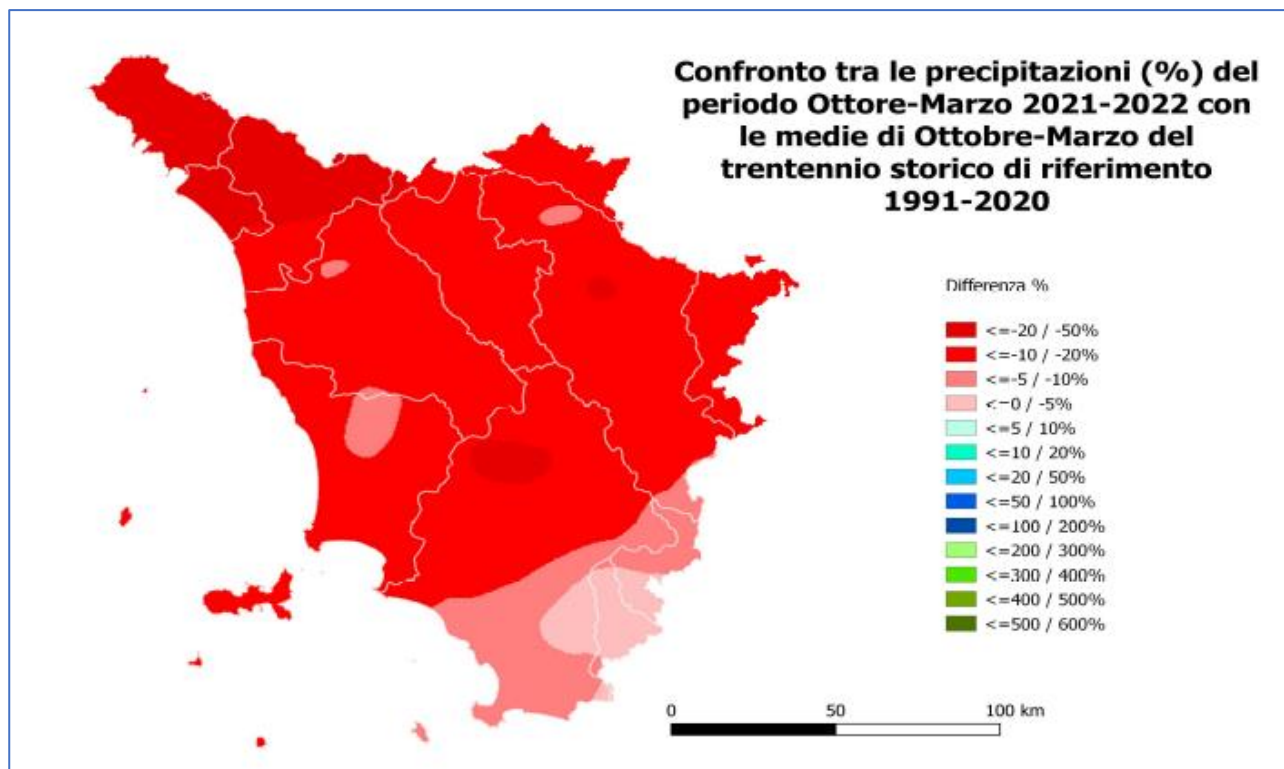 Confronto tra le precipitazioni (%) del
periodo Ottore-Marzo 2021-2022 con
le medie di Ottobre-Marzo del
trentennio storico di riferimento
1991-2020
Differenza %
<=-20 / -50%
<=-10 / -20%
<=-5 / -10%
<=0 / -5%
<=5 / 10%
<=10 / 20%
<=20 / 50%
<=50 / 100%
<=100 / 200%
<=200 / 300%
<=300 / 400%
<=400 / 500%
<=500 / 600%
0 50 100 km